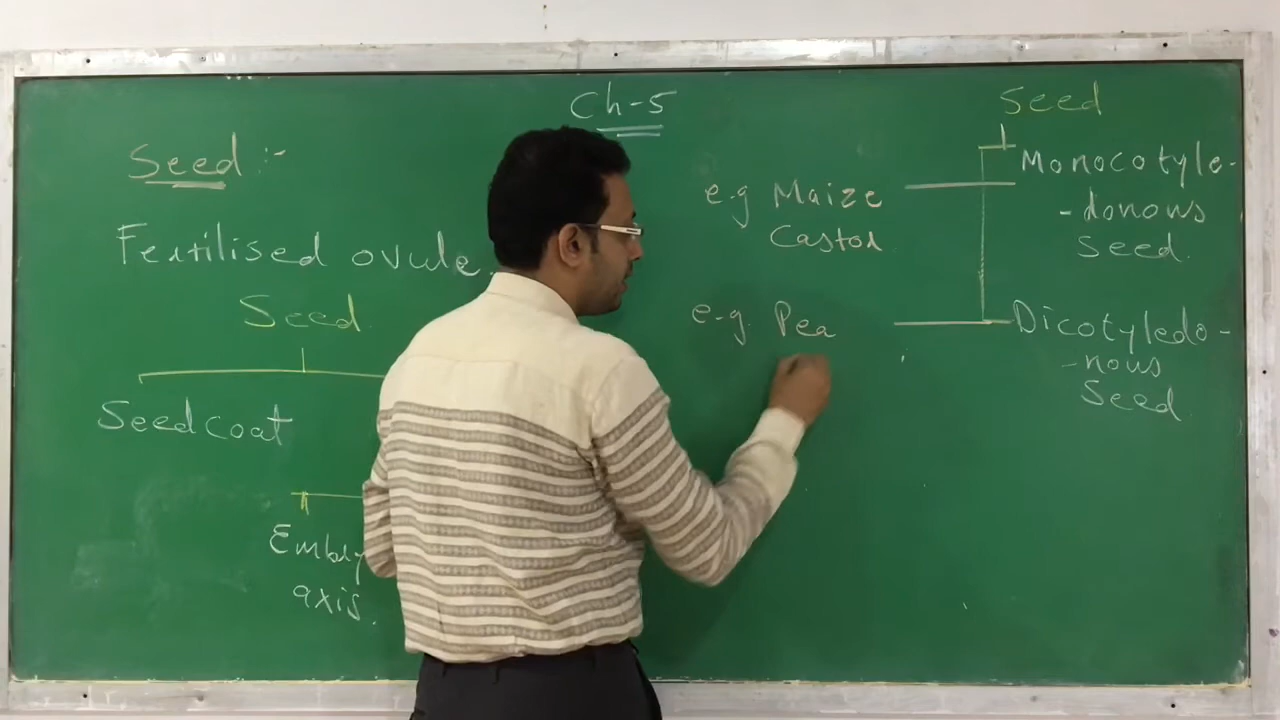 Ch-5
Seed :-
Fertilised ovule.
Seed
Seed coat
axis.
Seed
Monocotyle-
-donous
Seed.
e.g Maize
Castor
Dicotyledo-
-nous
Seed
e.g. Pea